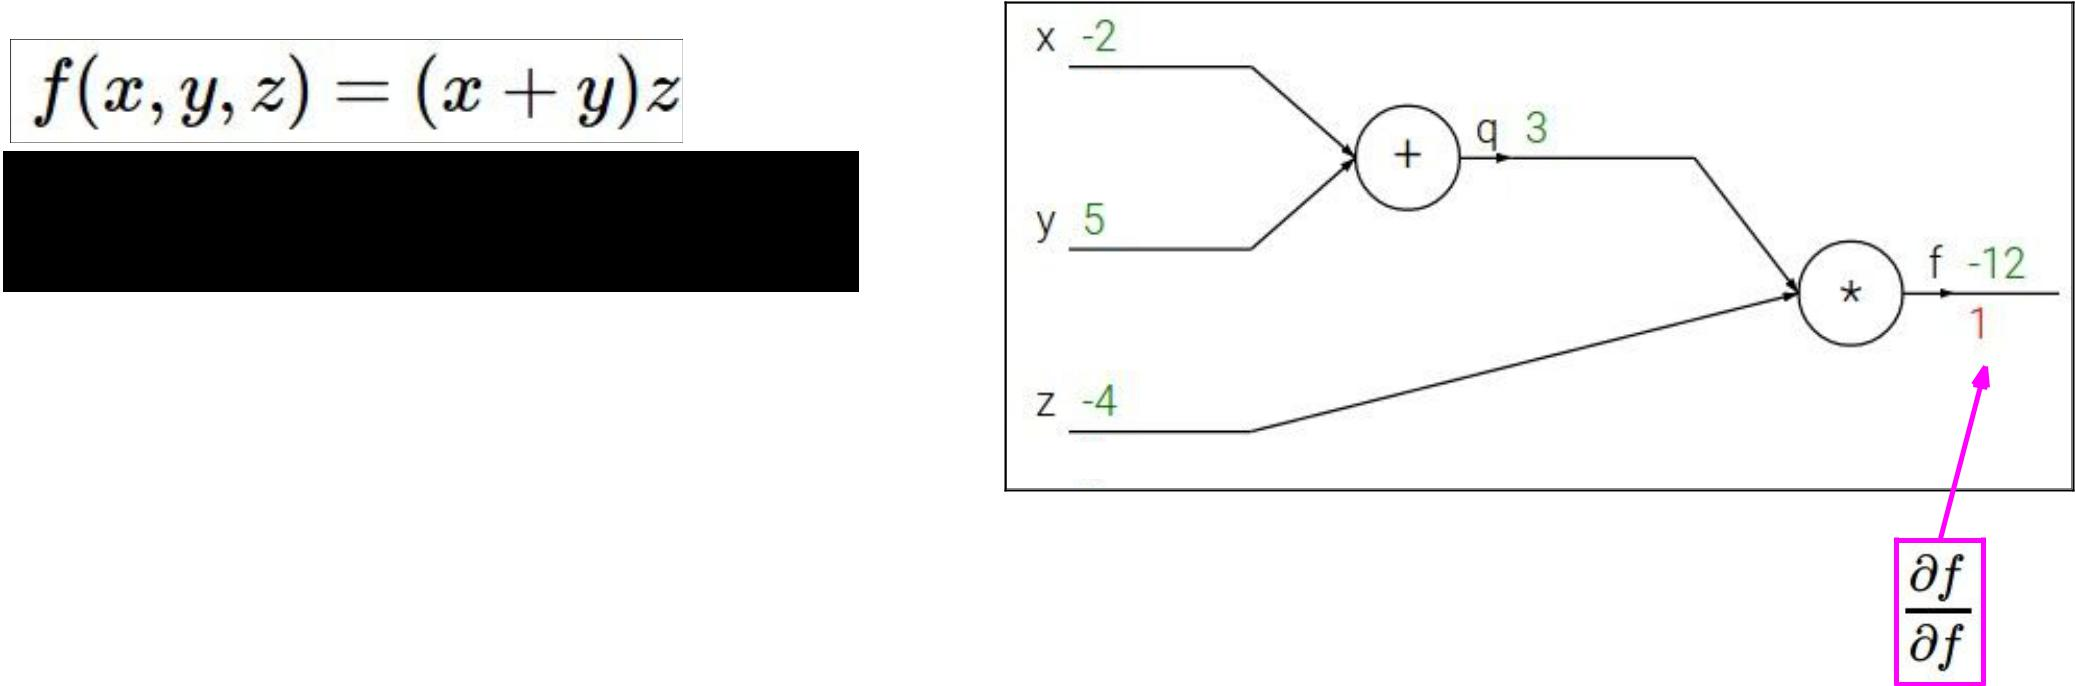 f(x, y, z) = (x + y)z
x -2
+
q 3
y 5
*
f -12
1
z -4
∂f
∂f